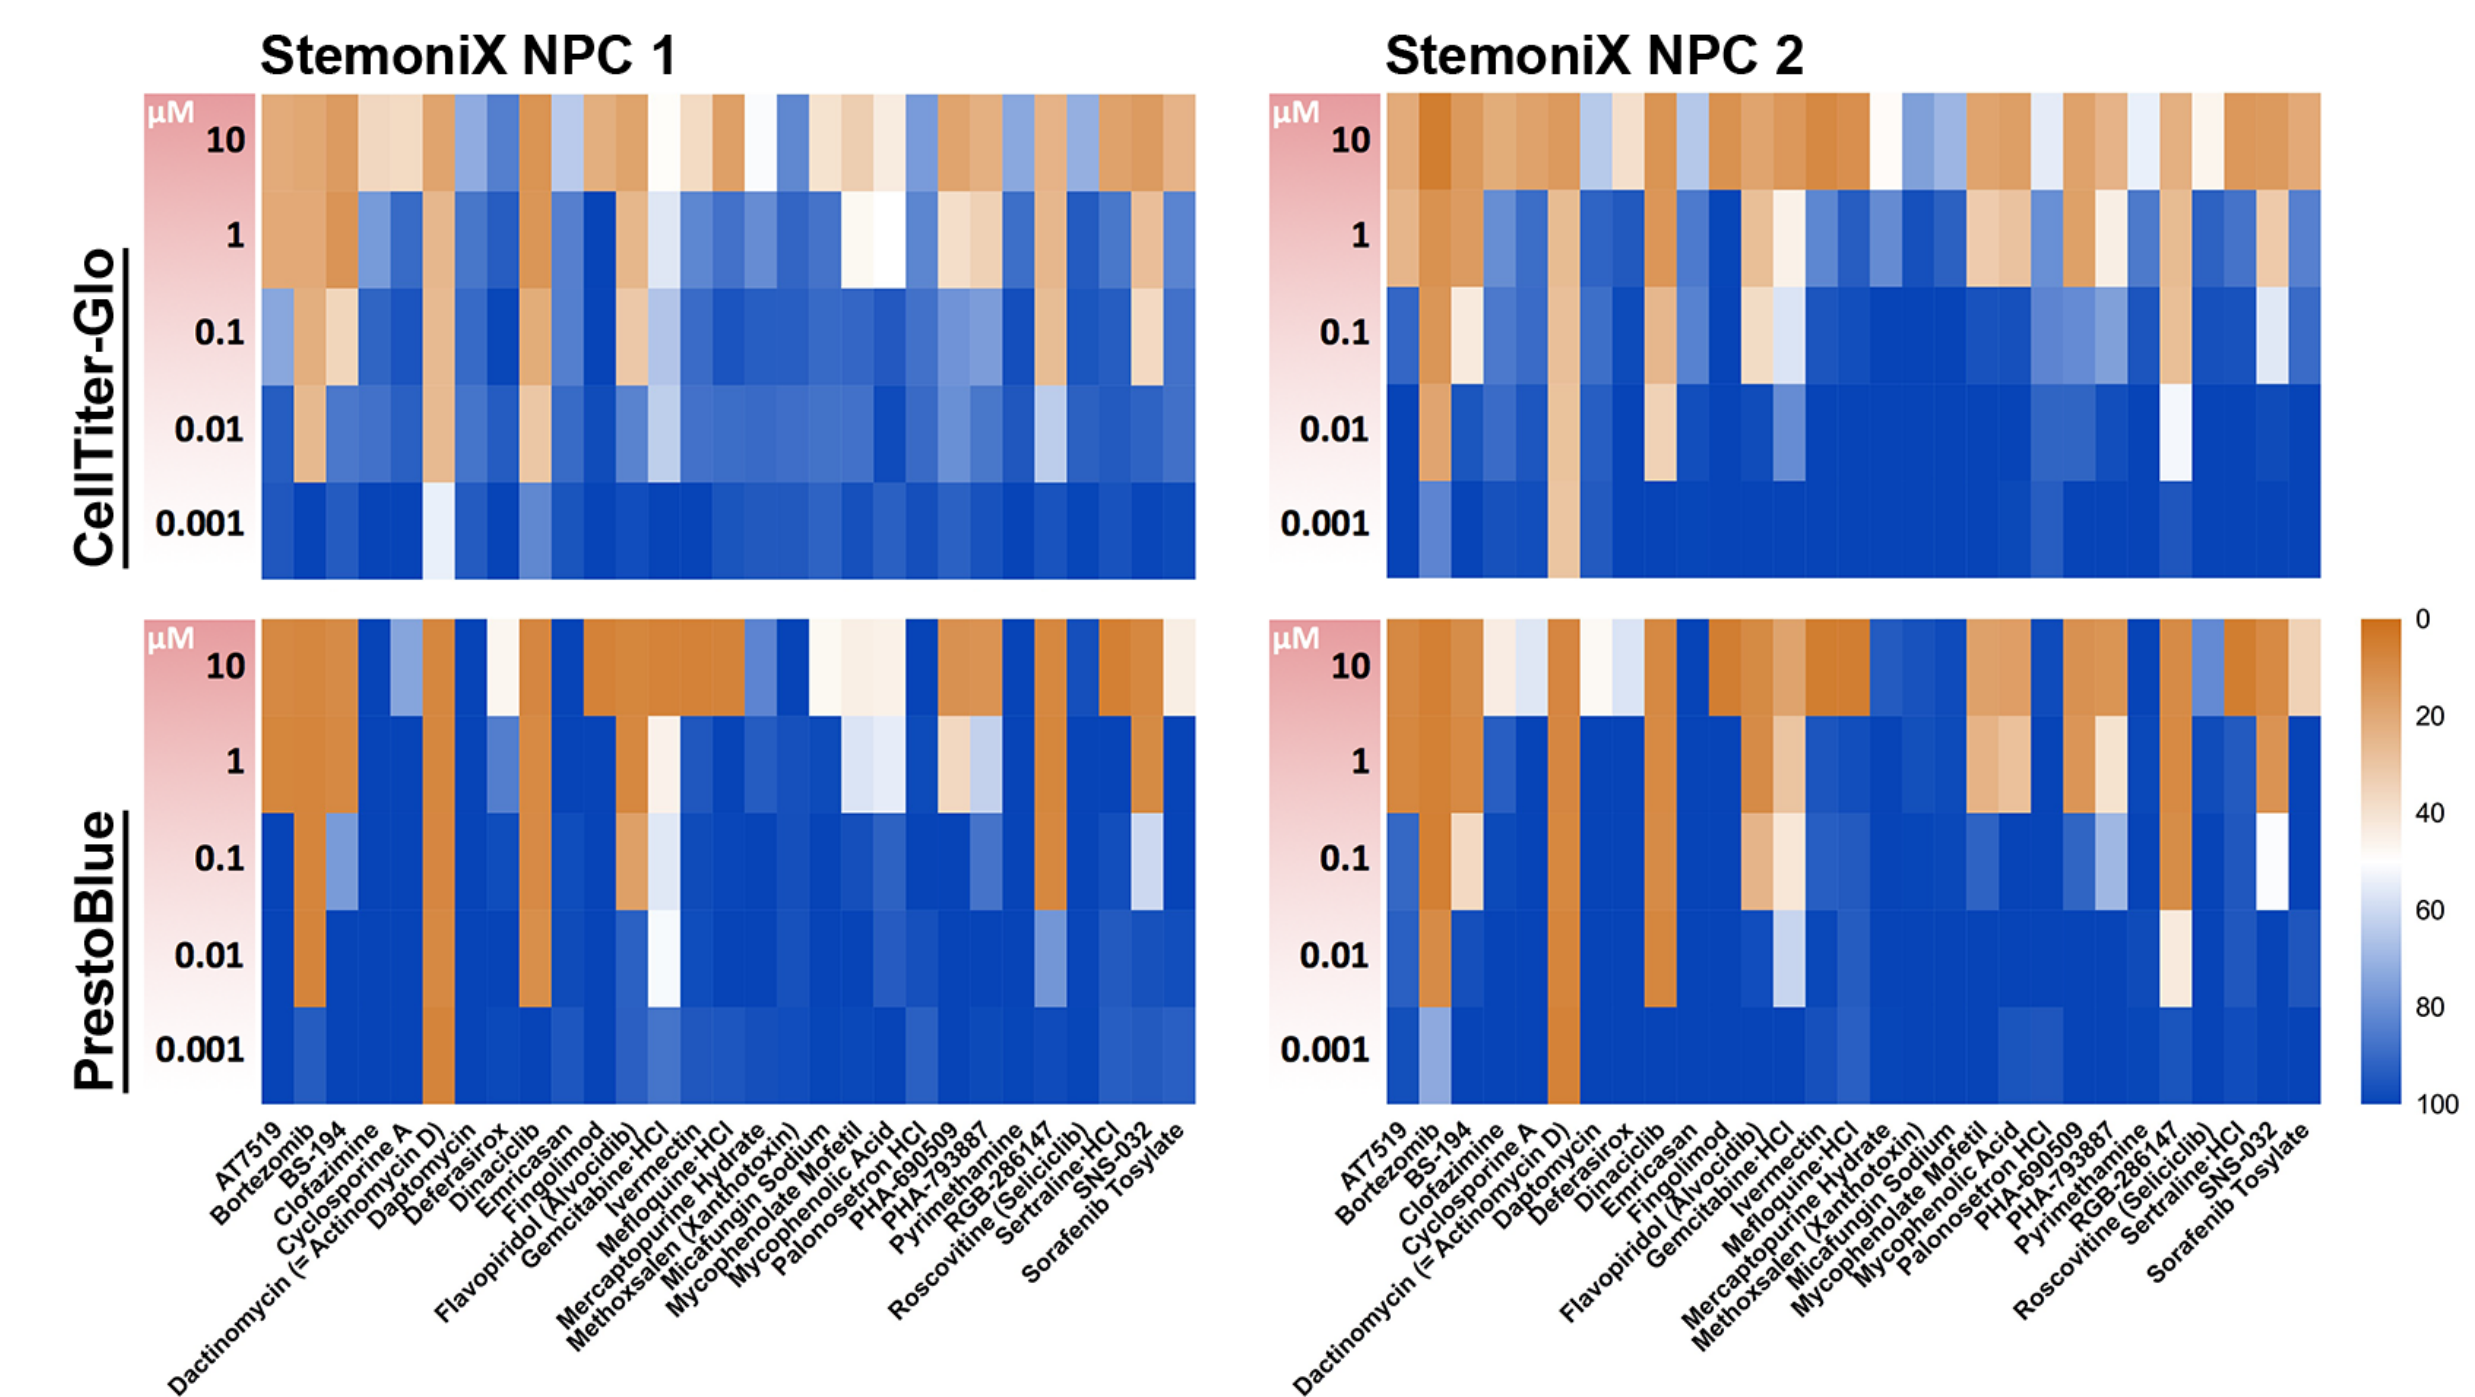 StemoniX NPC 1
StemoniX NPC 2
CellTiter-Glo
µM
10
1
0.1
0.01
0.001
µM
10
1
0.1
0.01
0.001
PrestoBlue
µM
10
1
0.1
0.01
0.001
µM
10
1
0.1
0.01
0.001
0
20
40
60
80
100
AT7519
Bortezomib
BS-194
Clofazimine
Cyclosporine A
Dactinomycin (= Actinomycin D)
Daptomycin
Deferasirox
Dinaciclib
Emricasan
Fingolimod
Flavopiridol (Alvocidib)
Gemcitabine·HCl
Ivermectin
Mefloquine·HCl
Mercaptopurine Hydrate
Methoxsalen (Xanthotoxin)
Micafungin Sodium
Mycophenolate Mofetil
Mycophenolic Acid
Palonosetron HCl
PHA-690509
PHA-793887
Pyrimethamine
RGB-286147
Roscovitine (Seliciclib)
Sertraline·HCl
SNS-032
Sorafenib Tosylate
AT7519
Bortezomib
BS-194
Clofazimine
Cyclosporine A
Dactinomycin (= Actinomycin D)
Daptomycin
Deferasirox
Dinaciclib
Emricasan
Fingolimod
Flavopiridol (Alvocidib)
Gemcitabine·HCl
Ivermectin
Mefloquine·HCl
Mercaptopurine Hydrate
Methoxsalen (Xanthotoxin)
Micafungin Sodium
Mycophenolate Mofetil
Mycophenolic Acid
Palonosetron HCl
PHA-690509
PHA-793887
Pyrimethamine
RGB-286147
Roscovitine (Seliciclib)
Sertraline·HCl
SNS-032
Sorafenib Tosylate